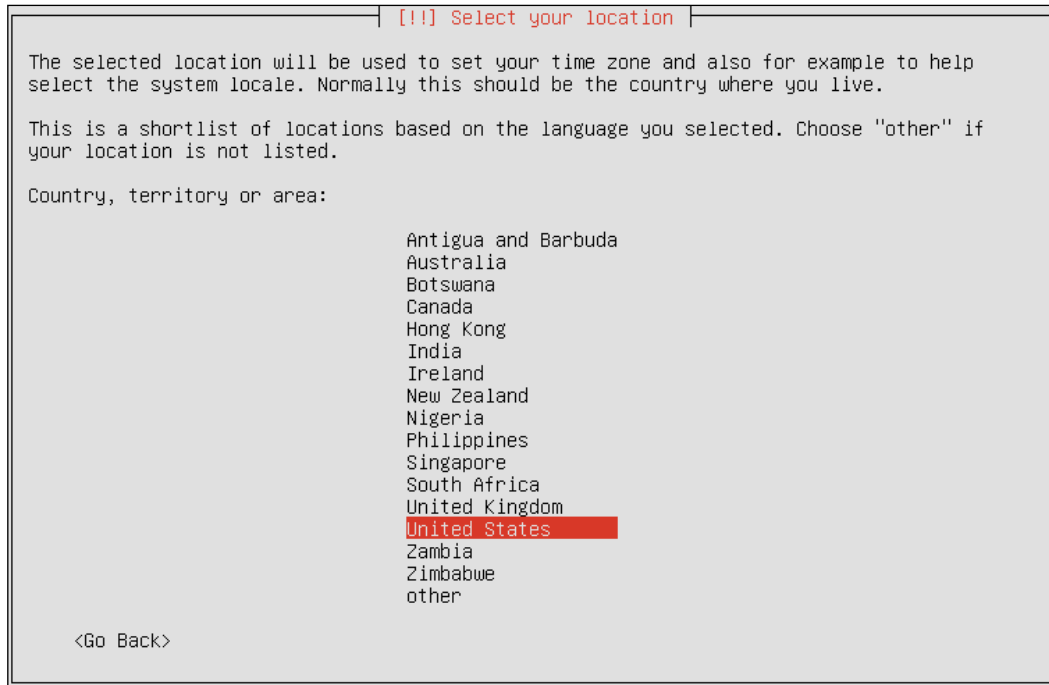 [!!] Select your location
The selected location will be used to set your time zone and also for example to help
select the system locale. Normally this should be the country where you live.
This is a shortlist of locations based on the language you selected. Choose "other" if
your location is not listed.
Country, territory or area:
Antigua and Barbuda
Australia
Botswana
Canada
Hong Kong
India
Ireland
New Zealand
Nigeria
Philippines
Singapore
South Africa
United Kingdom
United States
Zambia
Zimbabwe
other
<Go Back>